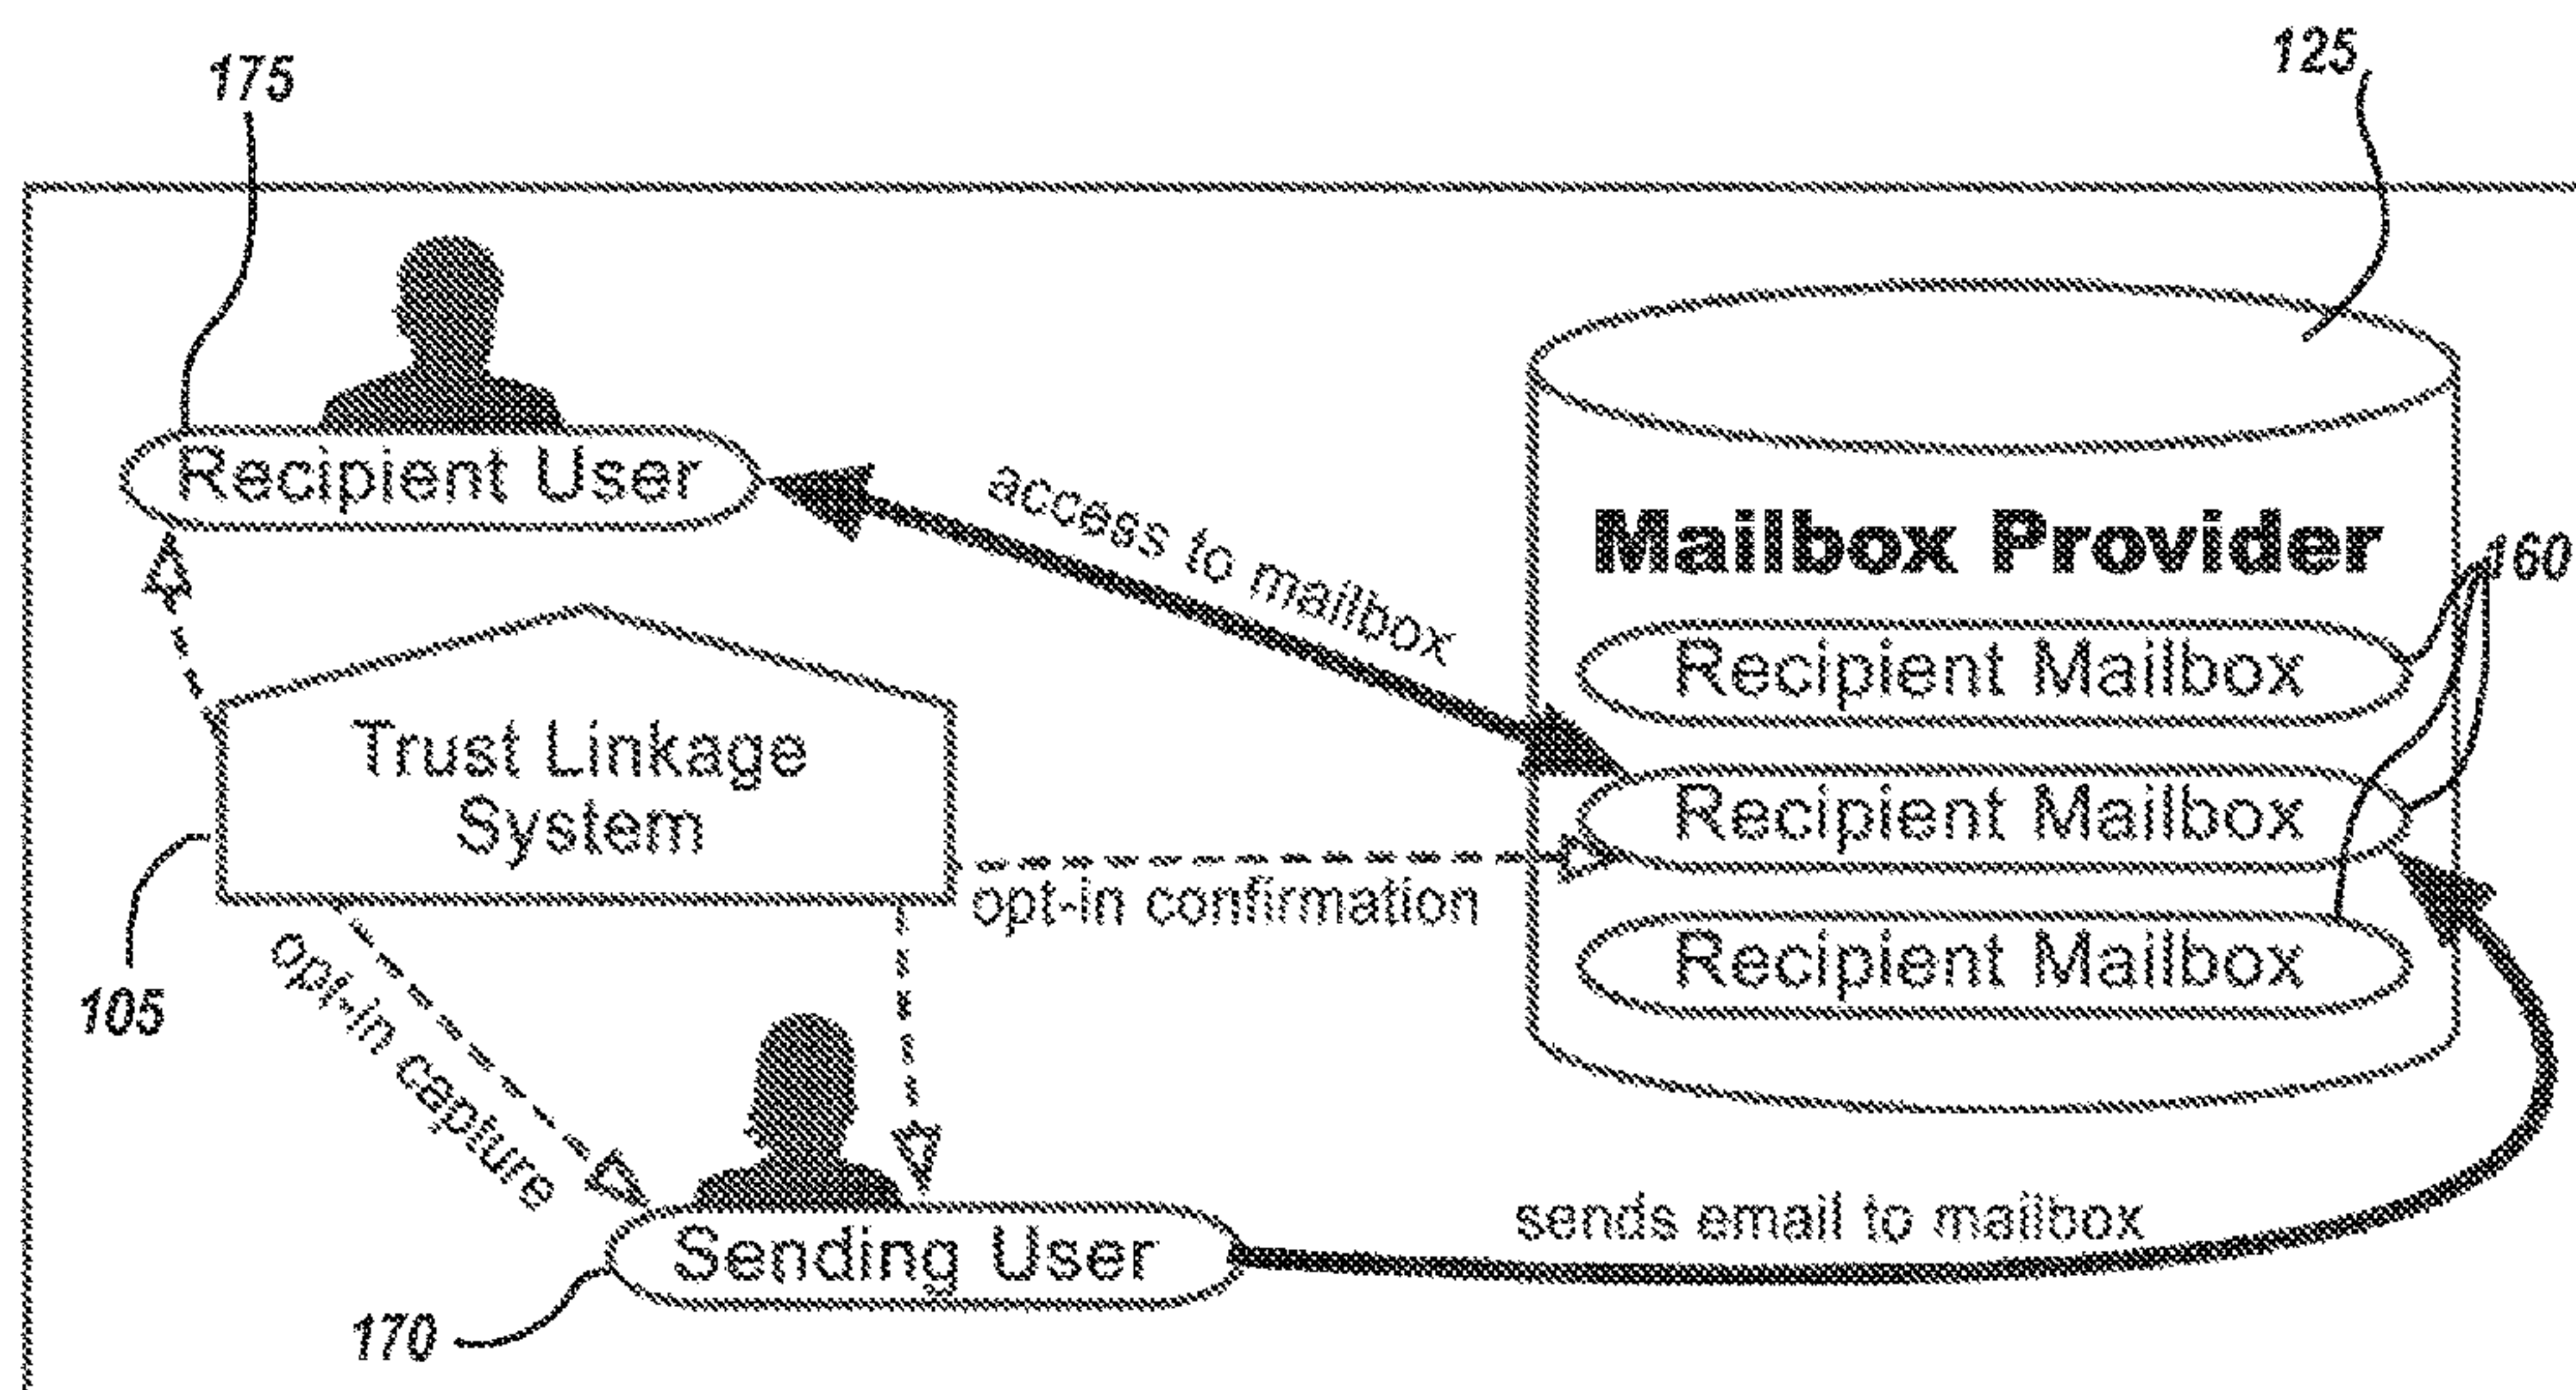 125
175
Recipient User
access to mailbox
Mailbox Provider
160
Recipient Mailbox
Trust Linkage
System
Recipient Mailbox
opt-in confirmation
Recipient Mailbox
105
opt-in capture
sends email to mailbox
Sending User
170